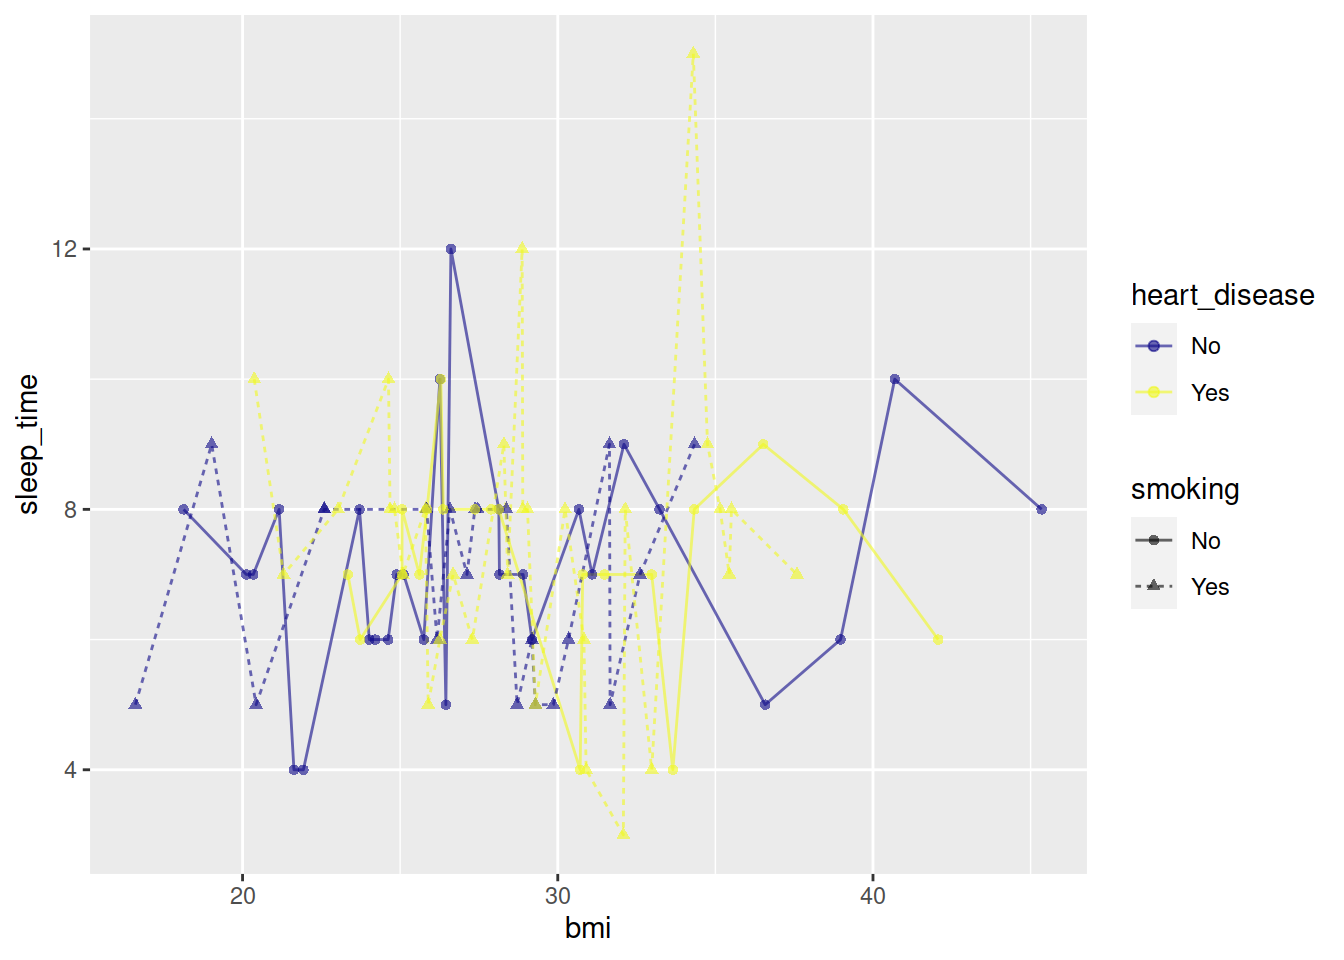 sleep_time
12
8
4
20
30
40
bmi
heart_disease
No
Yes
smoking
No
Yes